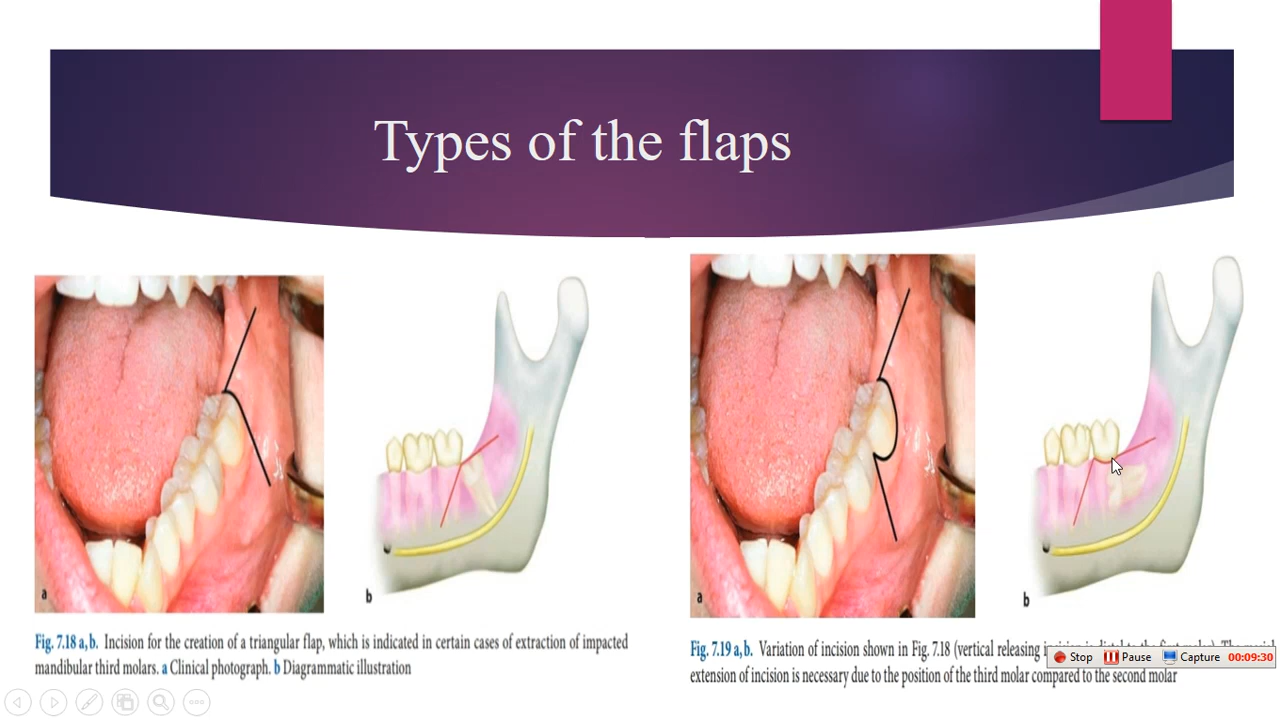 Types of the flaps
a
b
Fig. 7.18 a,b. Incision for the creation of a triangular flap, which is indicated in certain cases of extraction of impacted
mandibular third molars. a Clinical photograph. b Diagrammatic illustration
a
b
Fig. 7.19 a,b. Variation of incision shown in Fig. 7.18 (vertical releasing
extension of incision is necessary due to the position of the third molar compared to the second molar
Stop Pause Capture 00:09:30